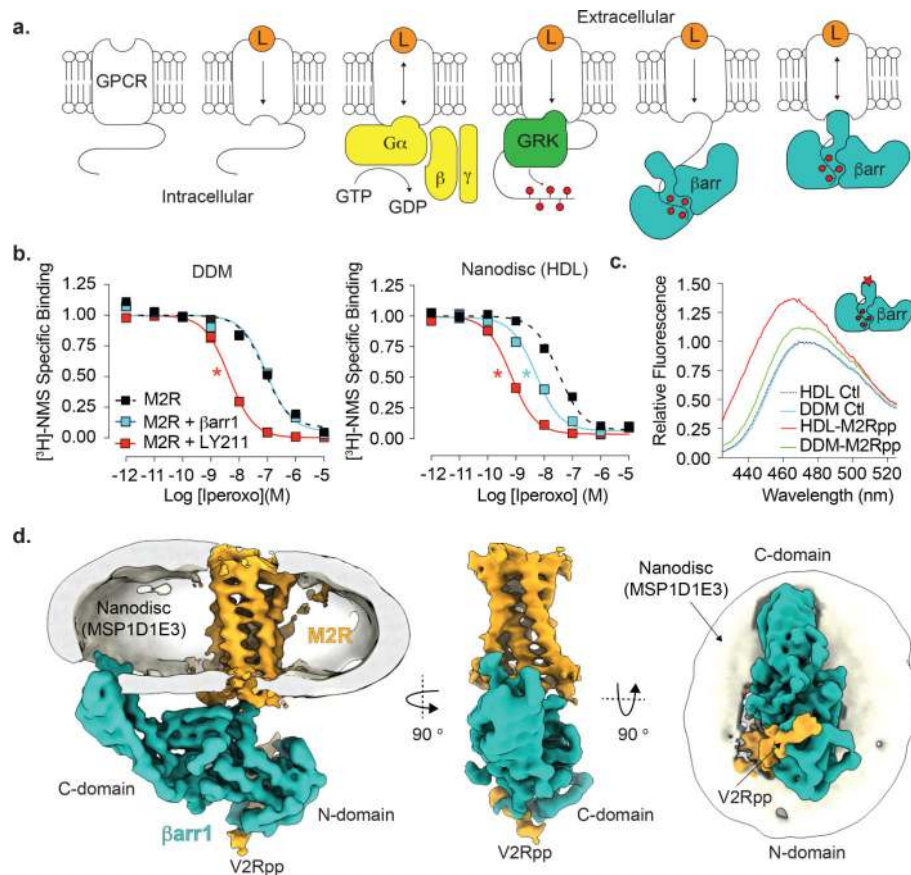 a.
Extracellular
L
L
L
L
L
GPCR
Gα
β
γ
GTP
GDP
GRK
βarr
βarr
Intracellular
b.
DDM
[³H]-NMS Specific Binding
1.25
1.00
0.75
0.50
0.25
0.00
*
M2R
M2R + βarr1
M2R + LY211
-12 -11 -10 -9 -8 -7 -6 -5
Log [Iperoxo](M)
Nanodisc (HDL)
[³H]-NMS Specific Binding
1.25
1.00
0.75
0.50
0.25
0.00
* *
-12 -11 -10 -9 -8 -7 -6 -5
Log [Iperoxo] (M)
c.
βarr
Relative Fluorescence
1.50
1.25
1.00
0.75
0.50
0.25
0.00
HDL Ctl
DDM Ctl
HDL-M2Rpp
DDM-M2Rpp
440 460 480 500 520
Wavelength (nm)
d.
Nanodisc
(MSP1D1E3)
M2R
C-domain
N-domain
βarr1
V2Rpp
90 º
C-domain
V2Rpp
90 º
C-domain
Nanodisc
(MSP1D1E3)
V2Rpp
N-domain